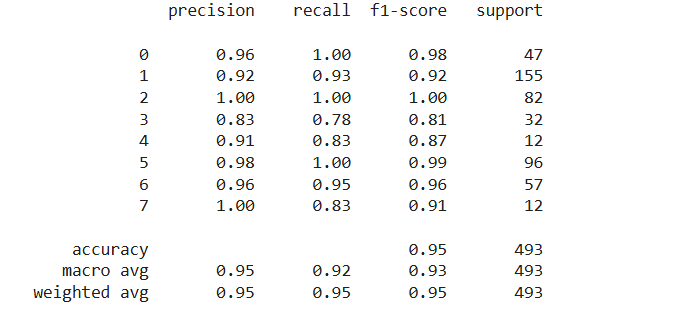 precision recall f1-score support
0 0.96 1.00 0.98 47
1 0.92 0.93 0.92 155
2 1.00 1.00 1.00 82
3 0.83 0.78 0.81 32
4 0.91 0.83 0.87 12
5 0.98 1.00 0.99 96
6 0.96 0.95 0.96 57
7 1.00 0.83 0.91 12
accuracy 0.95 493
macro avg 0.95 0.92 0.93 493
weighted avg 0.95 0.95 0.95 493